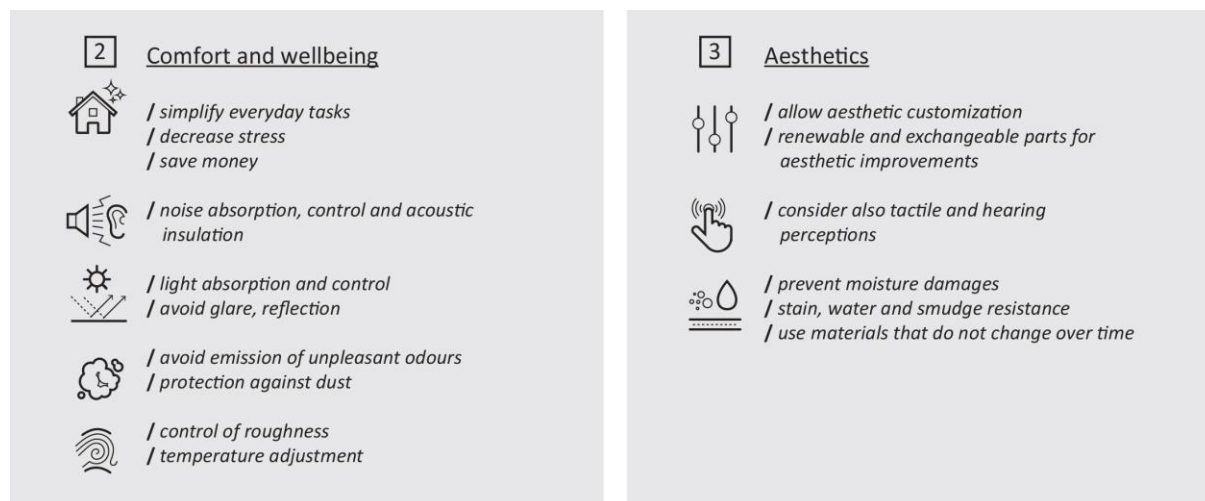 2 Comfort and wellbeing
/ simplify everyday tasks
/ decrease stress
/ save money
/ noise absorption, control and acoustic
insulation
/ light absorption and control
/ avoid glare, reflection
/ avoid emission of unpleasant odours
/ protection against dust
/ control of roughness
/ temperature adjustment
3 Aesthetics
/ allow aesthetic customization
/ renewable and exchangeable parts for
aesthetic improvements
/ consider also tactile and hearing
perceptions
/ prevent moisture damages
/ stain, water and smudge resistance
/ use materials that do not change over time